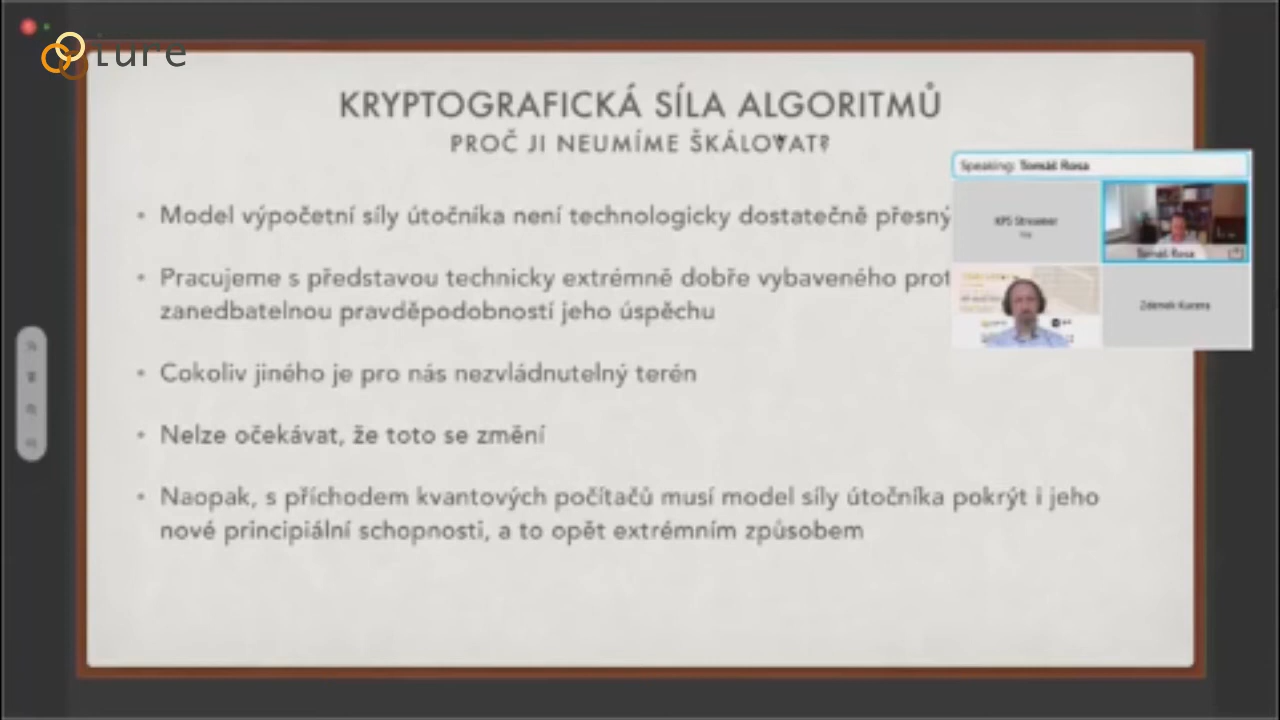 ture
KRYPTOGRAFICKÁ SÍLA ALGORITMŮ
PROČ JI NEUMÍME ŠKÁLOVAT?
Speaking: Tomáš Rosa
• Model výpočetní síly útočníka není technologicky dostatečně přesný
KPS Streamer
Tomáš Rosa
• Pracujeme s představou technicky extrémně dobře vybaveného prot
zanedbatelnou pravděpodobností jeho úspěchu
Zdenek Kucera
• Cokoliv jiného je pro nás nezvládnutelný terén
• Nelze očekávat, že toto se změní
• Naopak, s příchodem kvantových počítačů musí model síly útočníka pokrýt i jeho
nové principiální schopnosti, a to opět extrémním způsobem